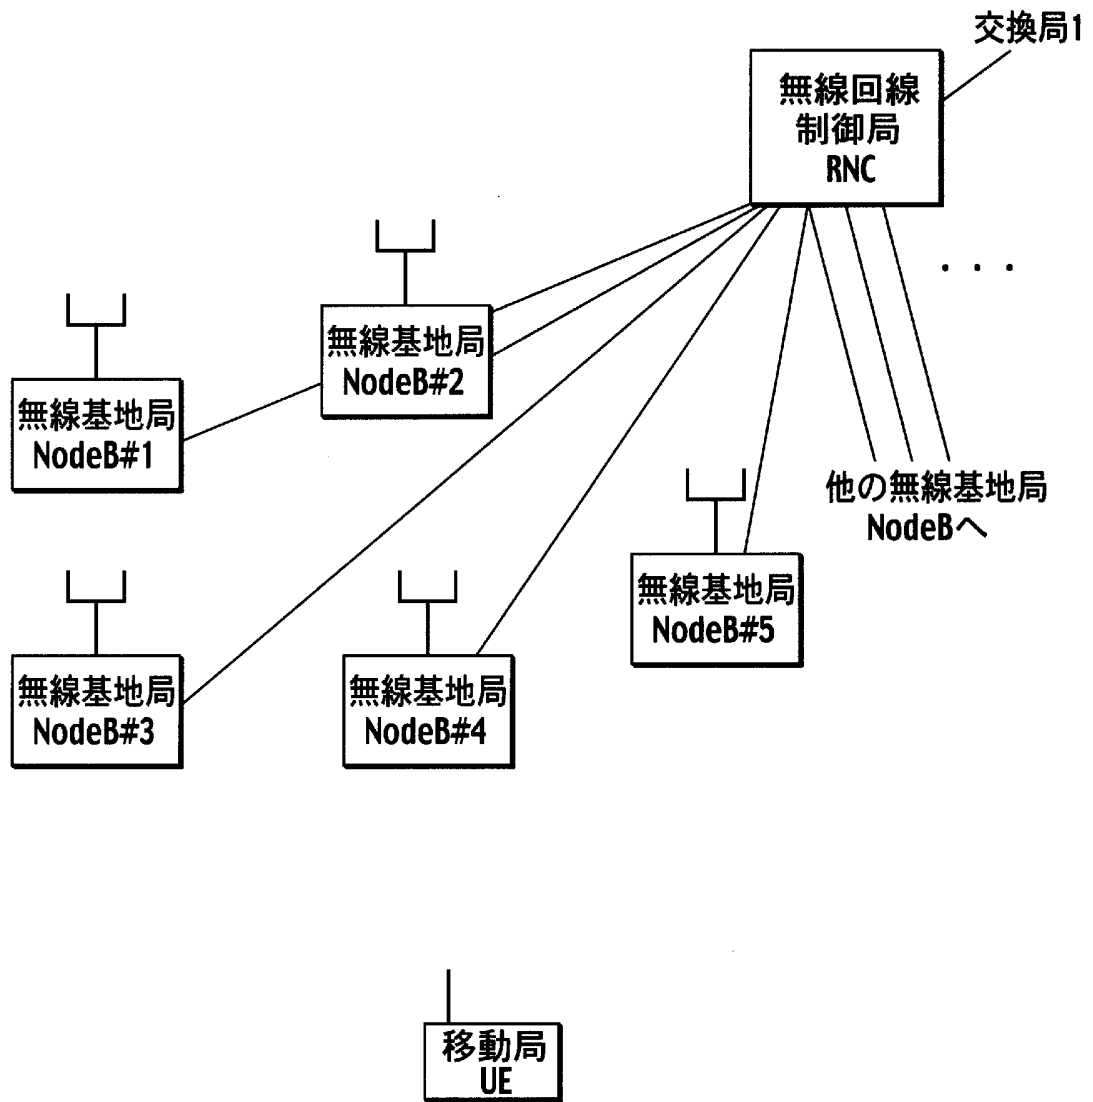 交換局1
無線回線
制御局
RNC
. . .
無線基地局
NodeB#2
無線基地局
NodeB#1
他の無線基地局
NodeBへ
無線基地局
NodeB#5
無線基地局
NodeB#3
無線基地局
NodeB#4
移動局
UE